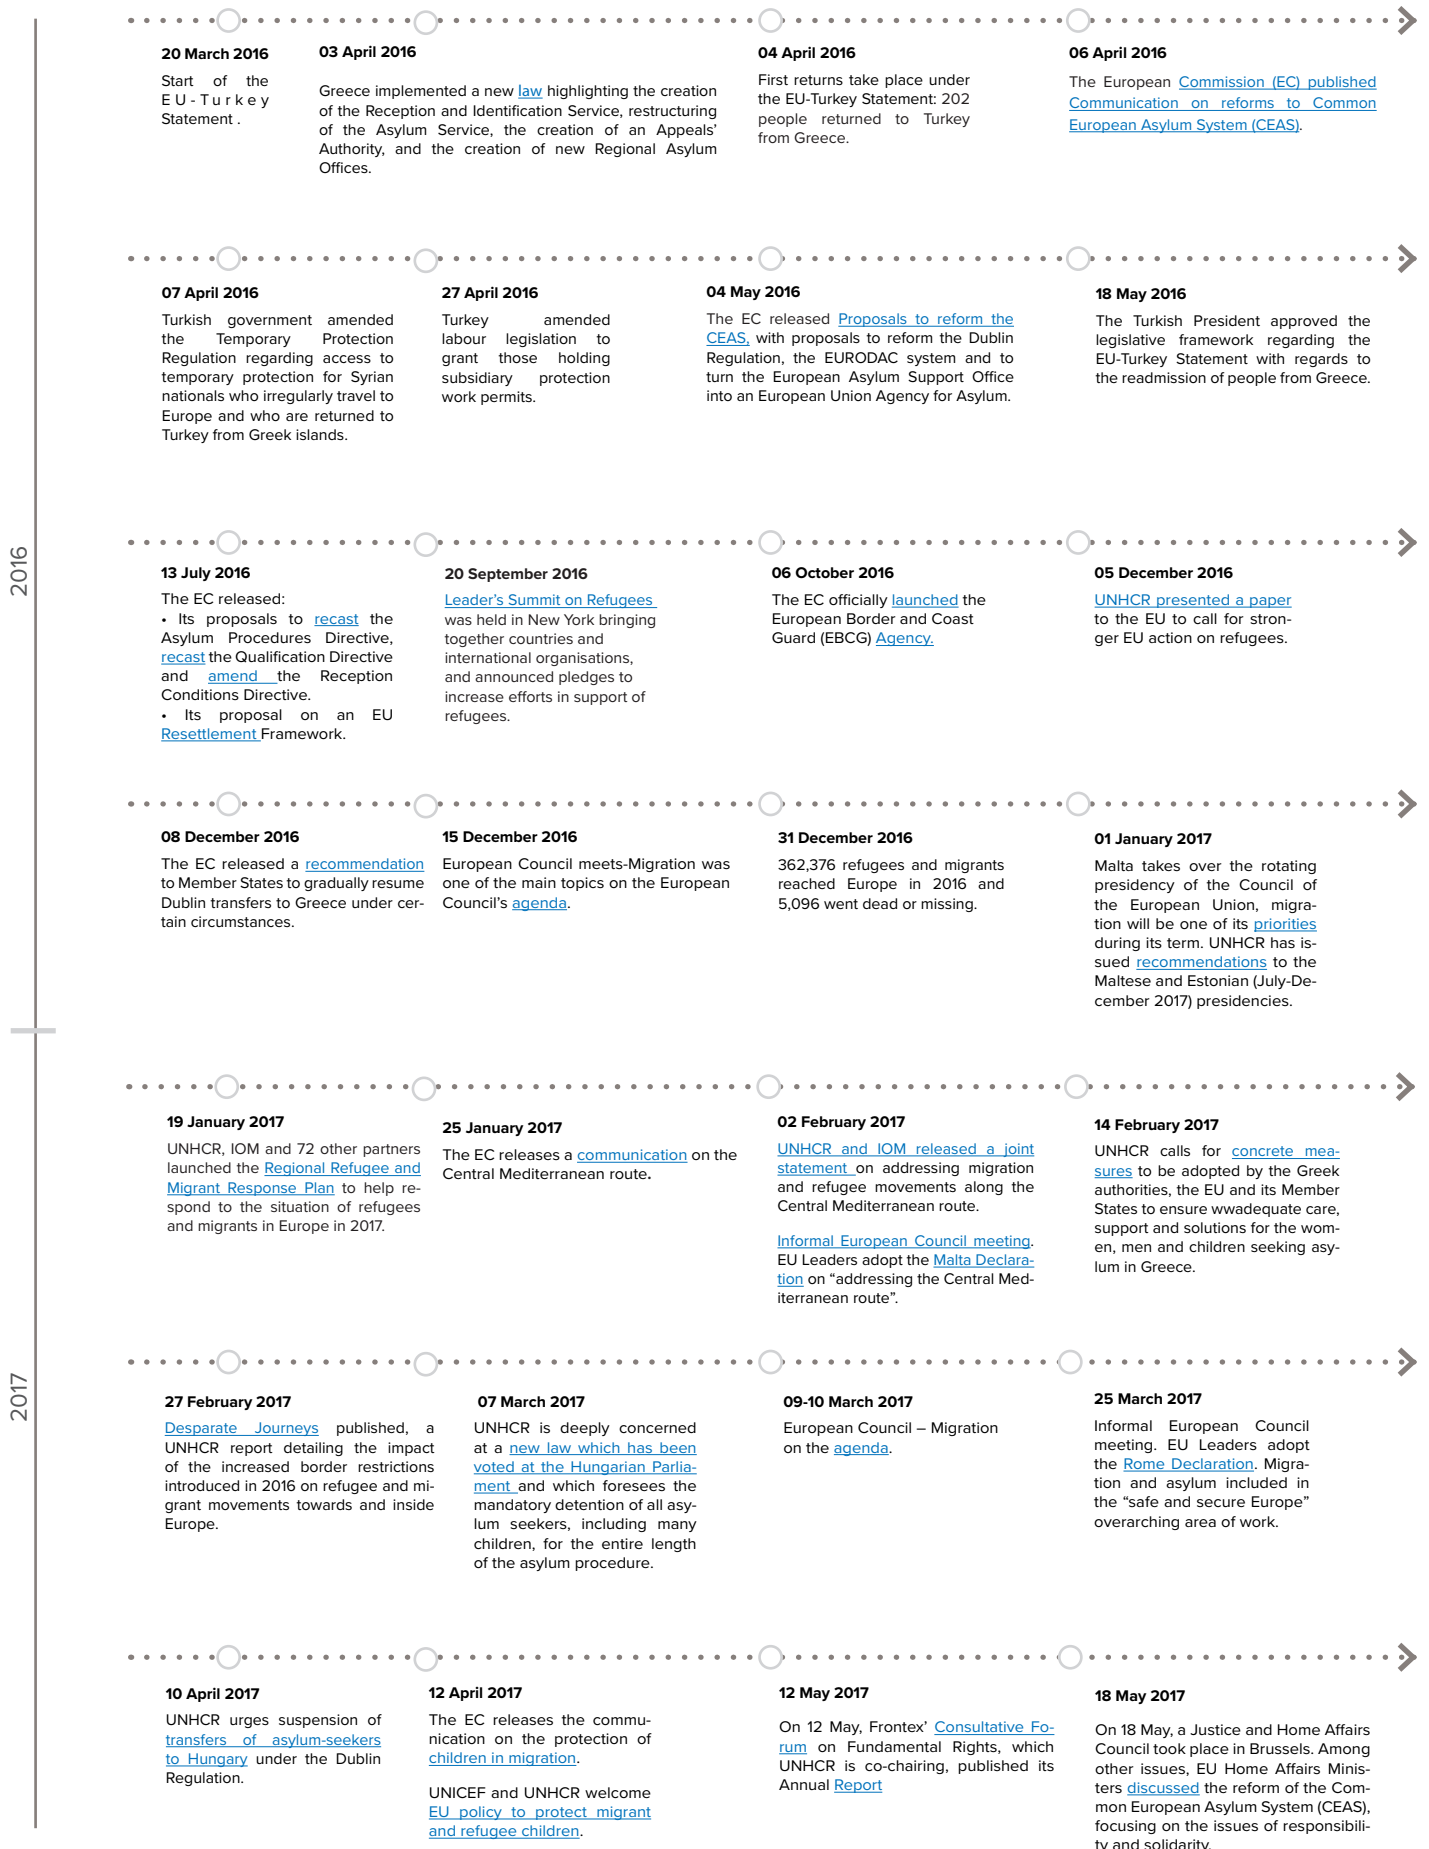 2016
2017
20 March 2016
Start of the
EU-Turkey
Statement .
03 April 2016
Greece implemented a new law highlighting the creation
of the Reception and Identification Service, restructuring
of the Asylum Service, the creation of an Appeals’
Authority, and the creation of new Regional Asylum
Offices.
04 April 2016
First returns take place under
the EU-Turkey Statement: 202
people returned to Turkey
from Greece.
06 April 2016
The European Commission (EC) published
Communication on reforms to Common
European Asylum System (CEAS).
07 April 2016
Turkish government amended
the Temporary Protection
Regulation regarding access to
temporary protection for Syrian
nationals who irregularly travel to
Europe and who are returned to
Turkey from Greek islands.
27 April 2016
Turkey amended
labour legislation to
grant those holding
subsidiary protection
work permits.
04 May 2016
The EC released Proposals to reform the
CEAS, with proposals to reform the Dublin
Regulation, the EURODAC system and to
turn the European Asylum Support Office
into an European Union Agency for Asylum.
18 May 2016
The Turkish President approved the
legislative framework regarding the
EU-Turkey Statement with regards to
the readmission of people from Greece.
13 July 2016
The EC released:
• Its proposals to recast the
Asylum Procedures Directive,
recast the Qualification Directive
and amend the Reception
Conditions Directive.
• Its proposal on an EU
Resettlement Framework.
20 September 2016
Leader’s Summit on Refugees
was held in New York bringing
together countries and
international organisations,
and announced pledges to
increase efforts in support of
refugees.
06 October 2016
The EC officially launched the
European Border and Coast
Guard (EBCG) Agency.
05 December 2016
UNHCR presented a paper
to the EU to call for stron-
ger EU action on refugees.
08 December 2016
The EC released a recommendation
to Member States to gradually resume
Dublin transfers to Greece under cer-
tain circumstances.
15 December 2016
European Council meets-Migration was
one of the main topics on the European
Council’s agenda.
31 December 2016
362,376 refugees and migrants
reached Europe in 2016 and
5,096 went dead or missing.
01 January 2017
Malta takes over the rotating
presidency of the Council of
the European Union, migra-
tion will be one of its priorities
during its term. UNHCR has is-
sued recommendations to the
Maltese and Estonian (July-De-
cember 2017) presidencies.
19 January 2017
UNHCR, IOM and 72 other partners
launched the Regional Refugee and
Migrant Response Plan to help re-
spond to the situation of refugees
and migrants in Europe in 2017.
25 January 2017
The EC releases a communication on the
Central Mediterranean route.
02 February 2017
UNHCR and IOM released a joint
statement on addressing migration
and refugee movements along the
Central Mediterranean route.
Informal European Council meeting.
EU Leaders adopt the Malta Declara-
tion on “addressing the Central Med-
iterranean route”.
14 February 2017
UNHCR calls for concrete mea-
sures to be adopted by the Greek
authorities, the EU and its Member
States to ensure wwadequate care,
support and solutions for the wom-
en, men and children seeking asy-
lum in Greece.
27 February 2017
Desparate Journeys published, a
UNHCR report detailing the impact
of the increased border restrictions
introduced in 2016 on refugee and mi-
grant movements towards and inside
Europe.
07 March 2017
UNHCR is deeply concerned
at a new law which has been
voted at the Hungarian Parlia-
ment and which foresees the
mandatory detention of all asy-
lum seekers, including many
children, for the entire length
of the asylum procedure.
09-10 March 2017
European Council – Migration
on the agenda.
25 March 2017
Informal European Council
meeting. EU Leaders adopt
the Rome Declaration. Migra-
tion and asylum included in
the “safe and secure Europe”
overarching area of work.
10 April 2017
UNHCR urges suspension of
transfers of asylum-seekers
to Hungary under the Dublin
Regulation.
12 April 2017
The EC releases the commu-
nication on the protection of
children in migration.
UNICEF and UNHCR welcome
EU policy to protect migrant
and refugee children.
12 May 2017
On 12 May, Frontex’ Consultative Fo-
rum on Fundamental Rights, which
UNHCR is co-chairing, published its
Annual Report
18 May 2017
On 18 May, a Justice and Home Affairs
Council took place in Brussels. Among
other issues, EU Home Affairs Minis-
ters discussed the reform of the Com-
mon European Asylum System (CEAS),
focusing on the issues of responsibili-
ty and solidarity.